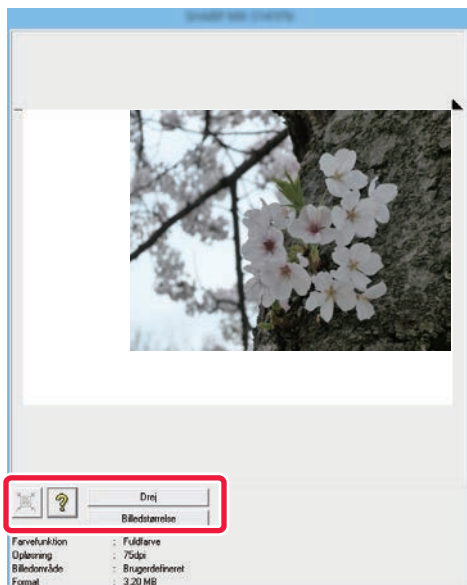 ?
Drej
Billedstørrelse
Farvefunktion : Fuldfarve
Opløsning : 75dpi
Billedområde : Brugerdefineret
Format : 3.20 MB